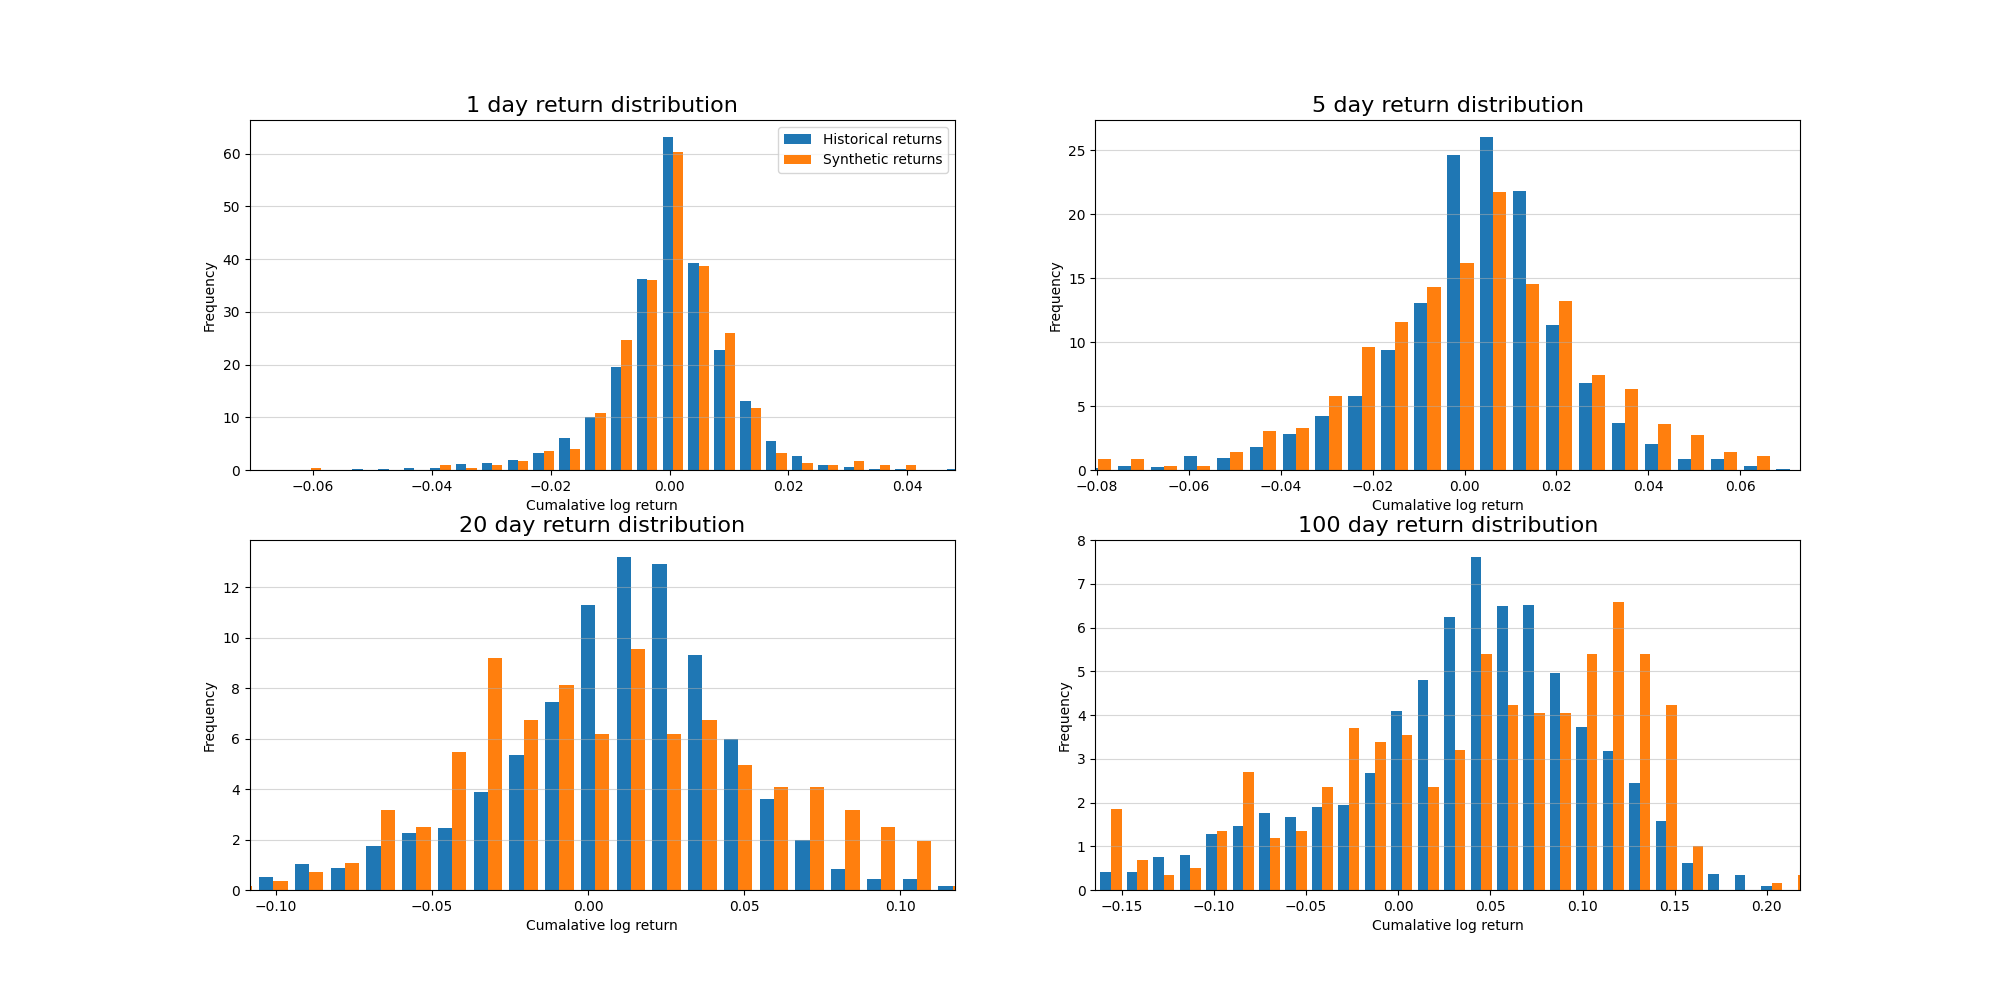 1 day return distribution
Historical returns
Synthetic returns
Frequency
60
50
40
30
20
10
0
−0.06 −0.04 −0.02 0.00 0.02 0.04
Cumalative log return
5 day return distribution
Frequency
25
20
15
10
5
0
−0.08 −0.06 −0.04 −0.02 0.00 0.02 0.04 0.06
Cumalative log return
20 day return distribution
Frequency
12
10
8
6
4
2
0
−0.10 −0.05 0.00 0.05 0.10
Cumalative log return
100 day return distribution
Frequency
8
7
6
5
4
3
2
1
0
−0.15 −0.10 −0.05 0.00 0.05 0.10 0.15 0.20
Cumalative log return